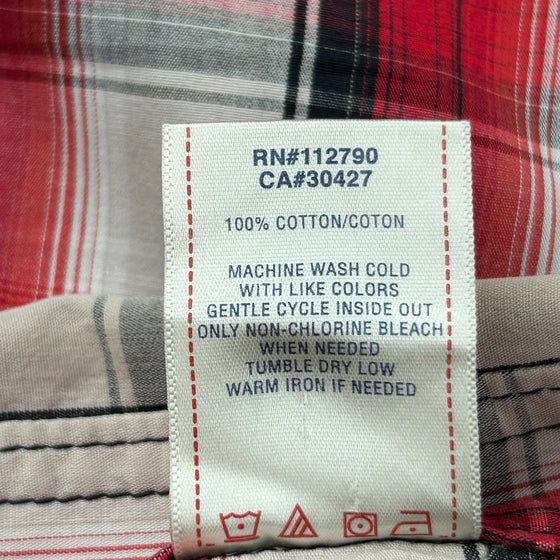 RN#112790
CA#30427
100% COTTON/COTON
MACHINE WASH COLD
WITH LIKE COLORS
GENTLE CYCLE INSIDE OUT
ONLY NON-CHLORINE BLEACH
WHEN NEEDED
TUMBLE DRY LOW
WARM IRON IF NEEDED